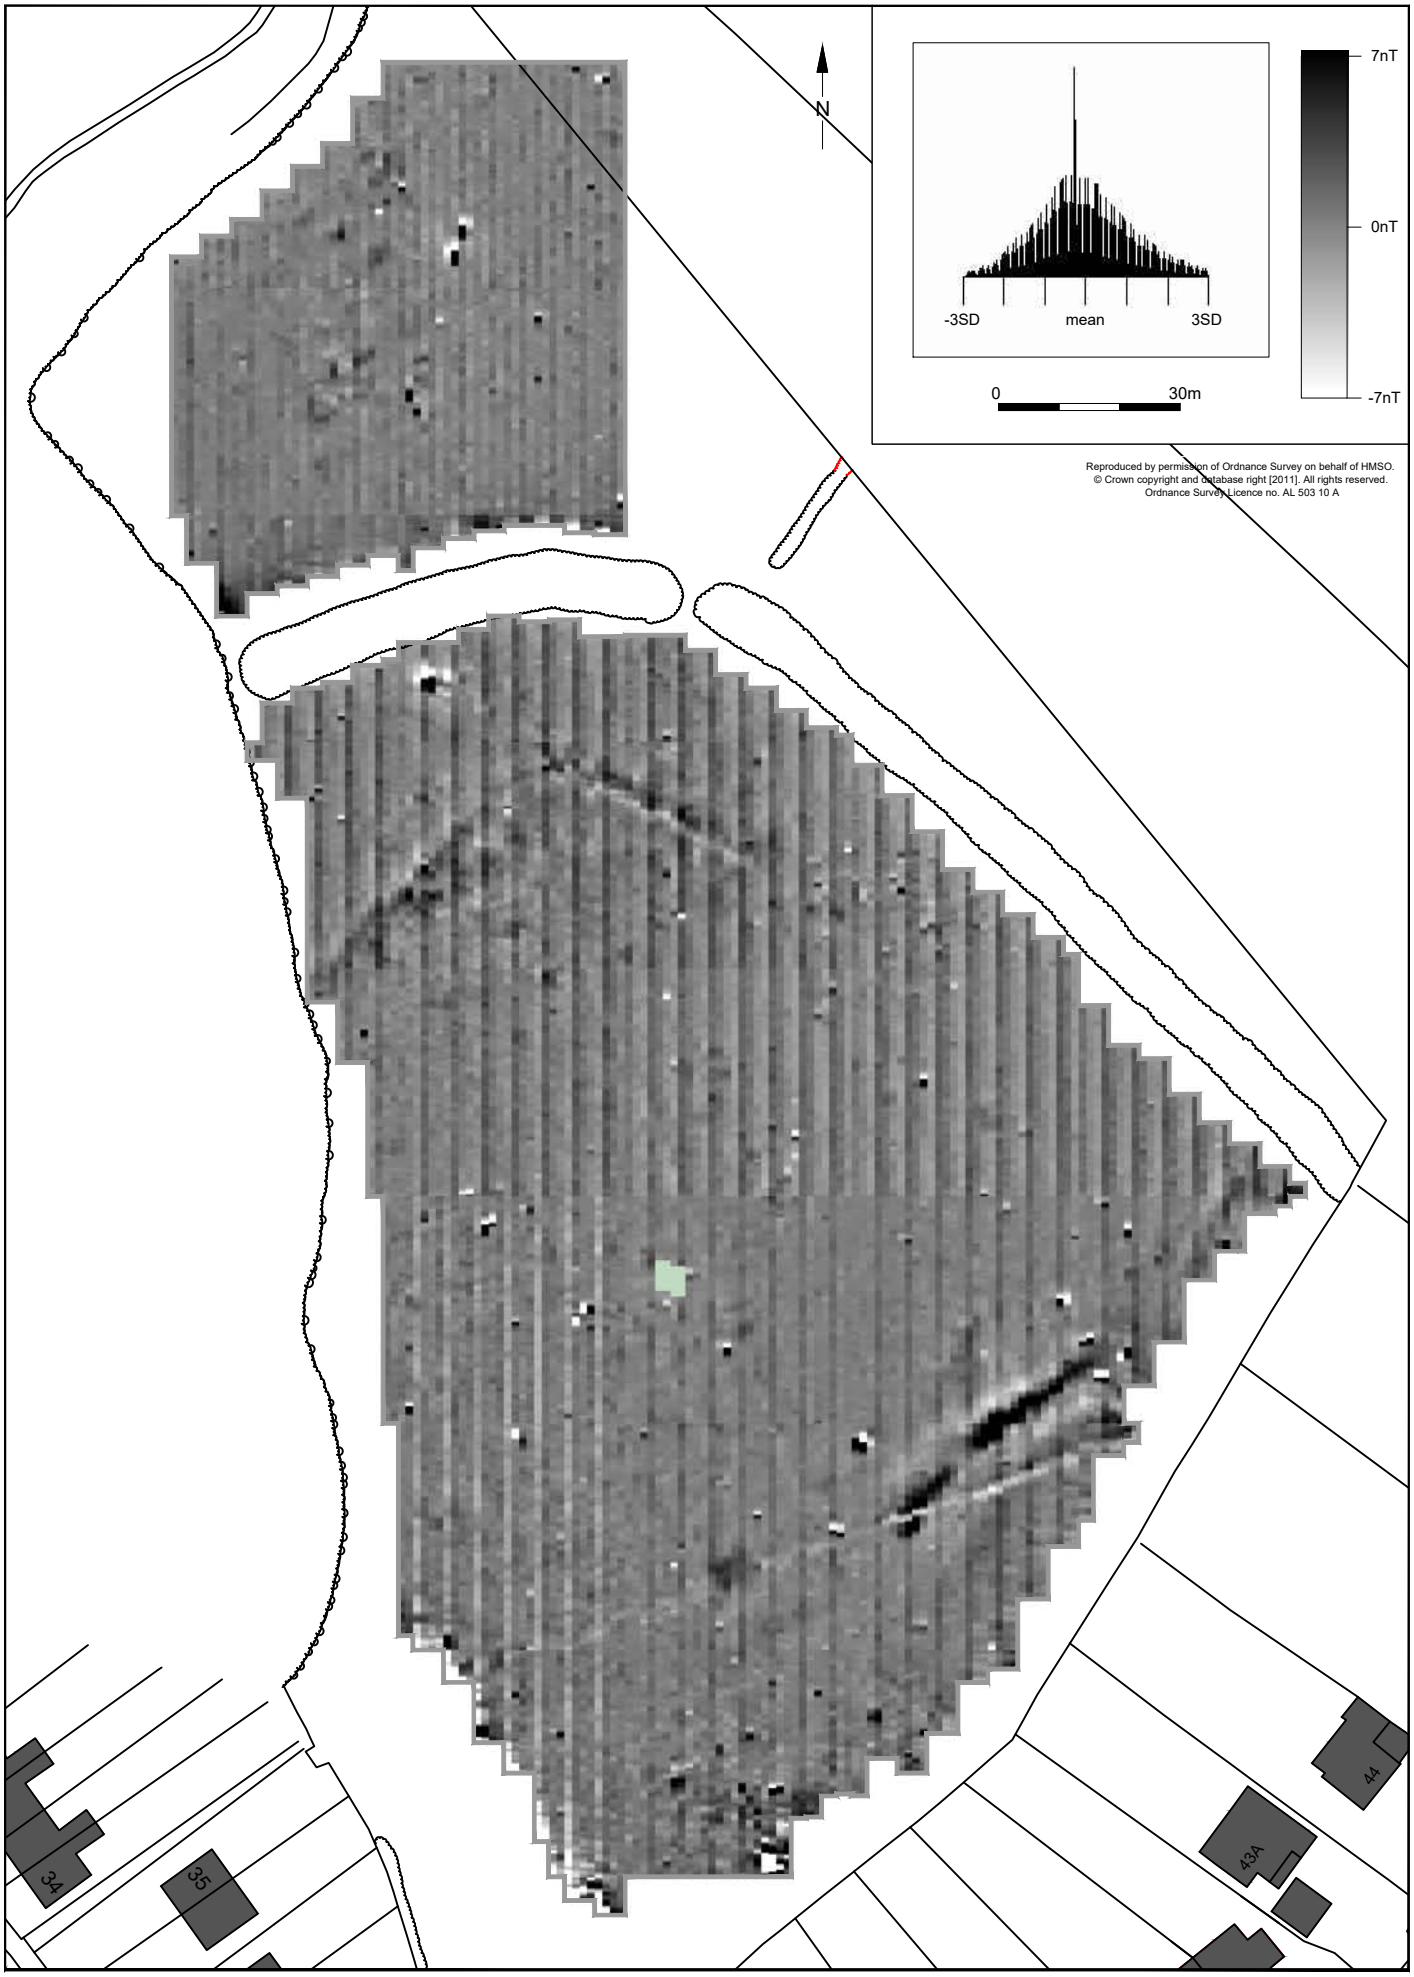 N
7nT
0nT
-7nT
-3SD
mean
3SD
0
30m
Reproduced by permission of Ordnance Survey on behalf of HMSO.
© Crown copyright and database right [2011]. All rights reserved.
Ordnance Survey Licence no. AL 503 10 A
44
43A
34
35